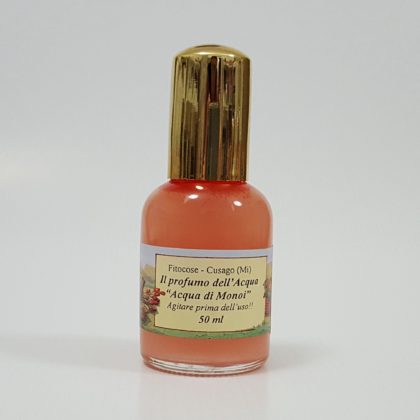 Fitocose - Cusago (Mi)
Il profumo dell'Acqua
"Acqua di Monoi"
Agitare prima dell'uso!!
50 ml